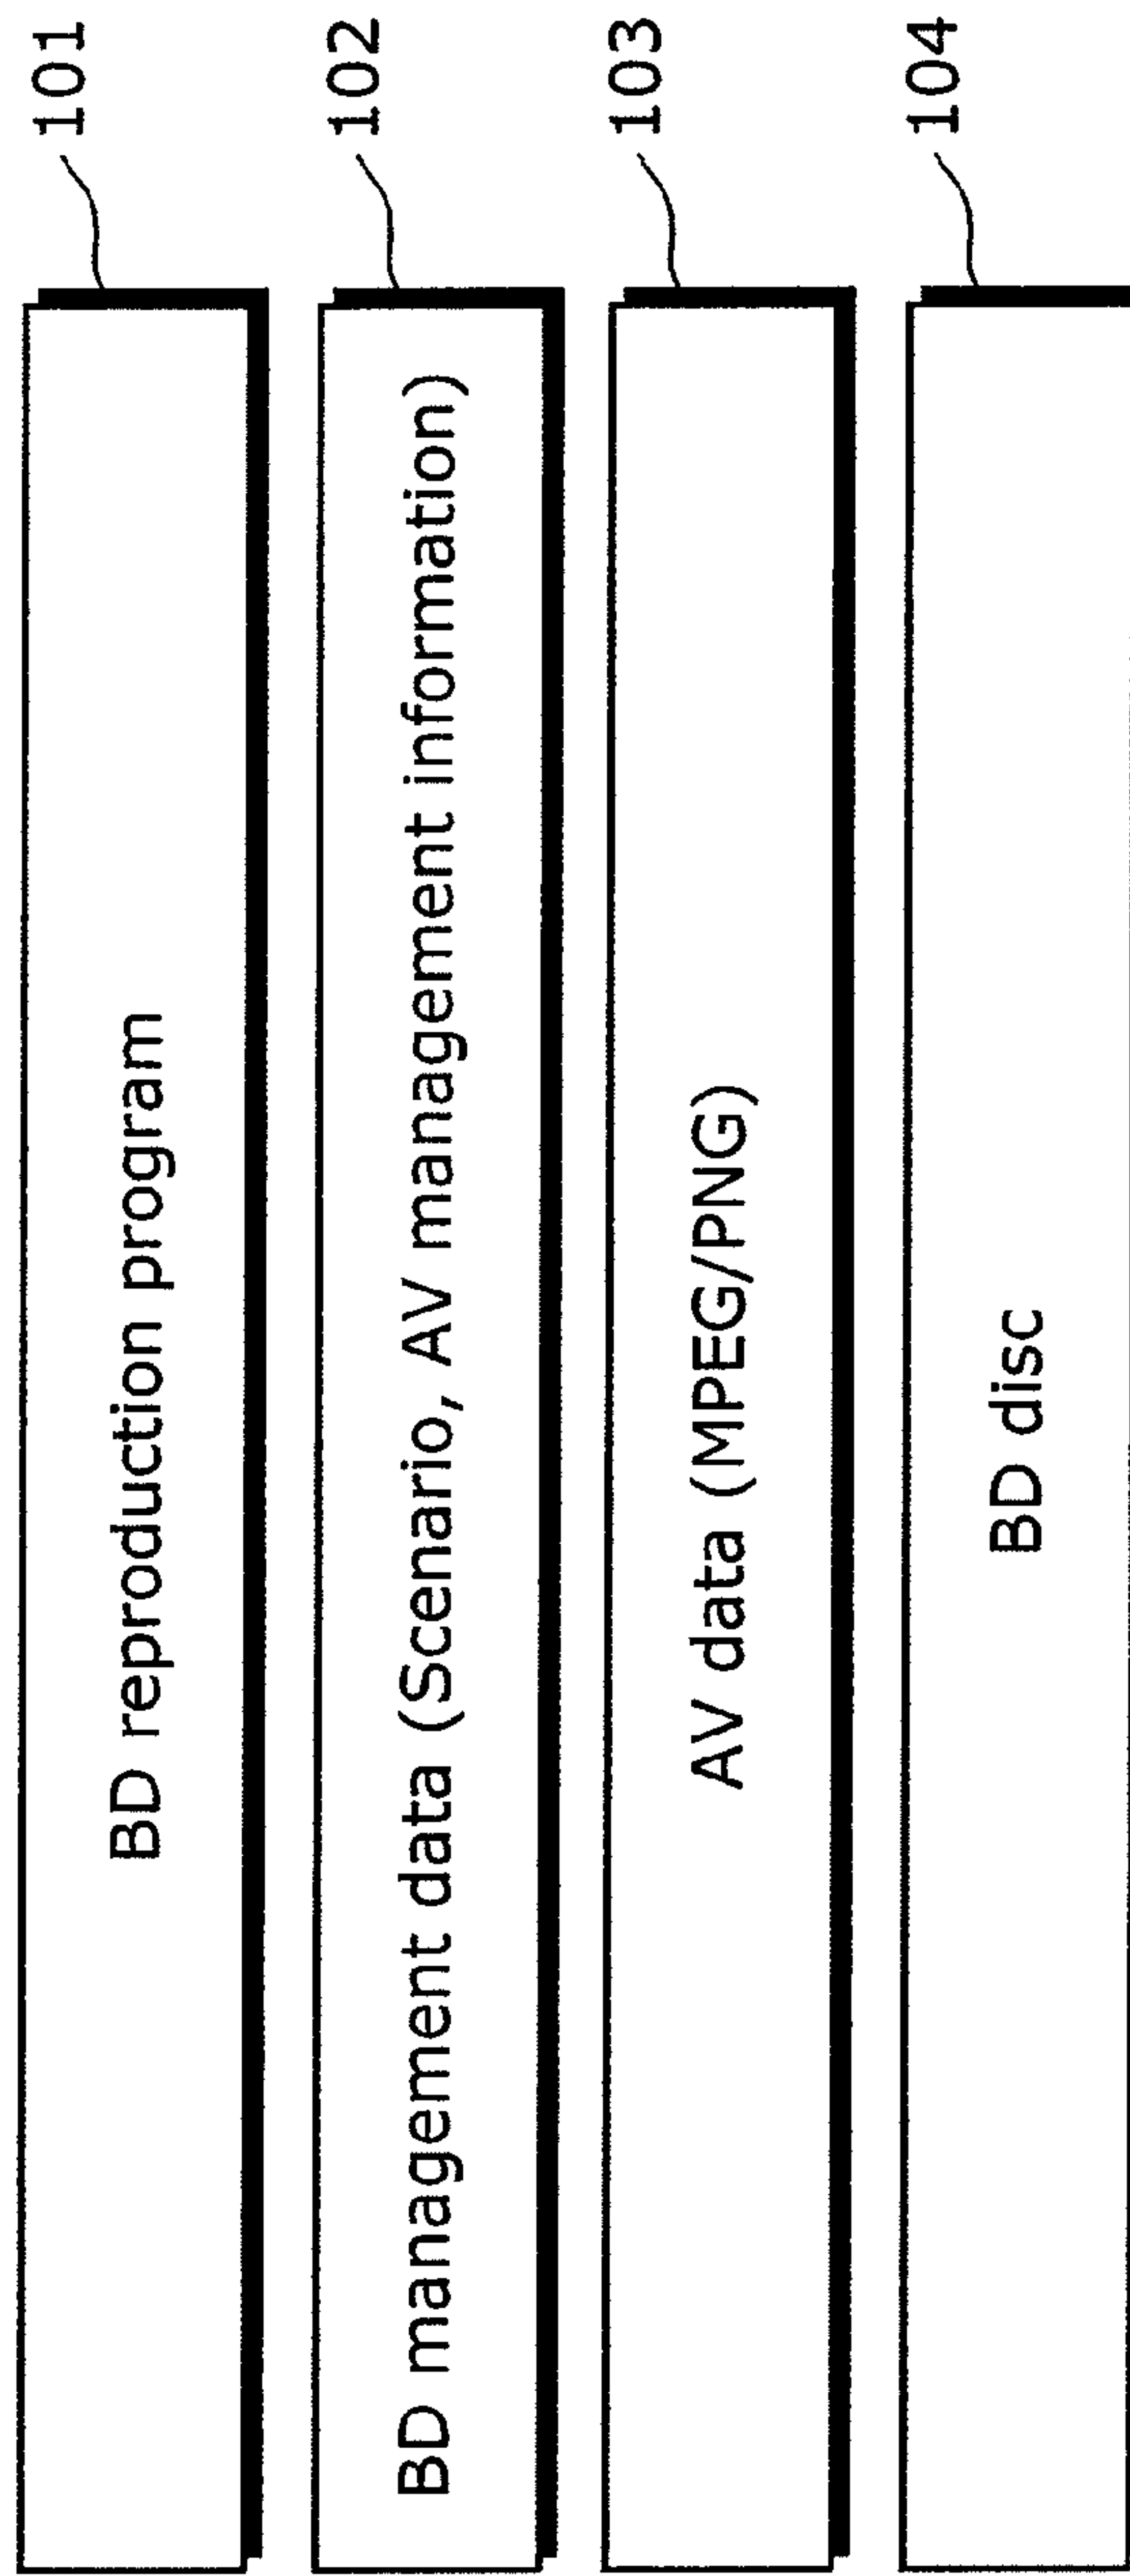 BD reproduction program
101
BD management data (Scenario, AV management information)
102
AV data (MPEG/PNG)
103
BD disc
104